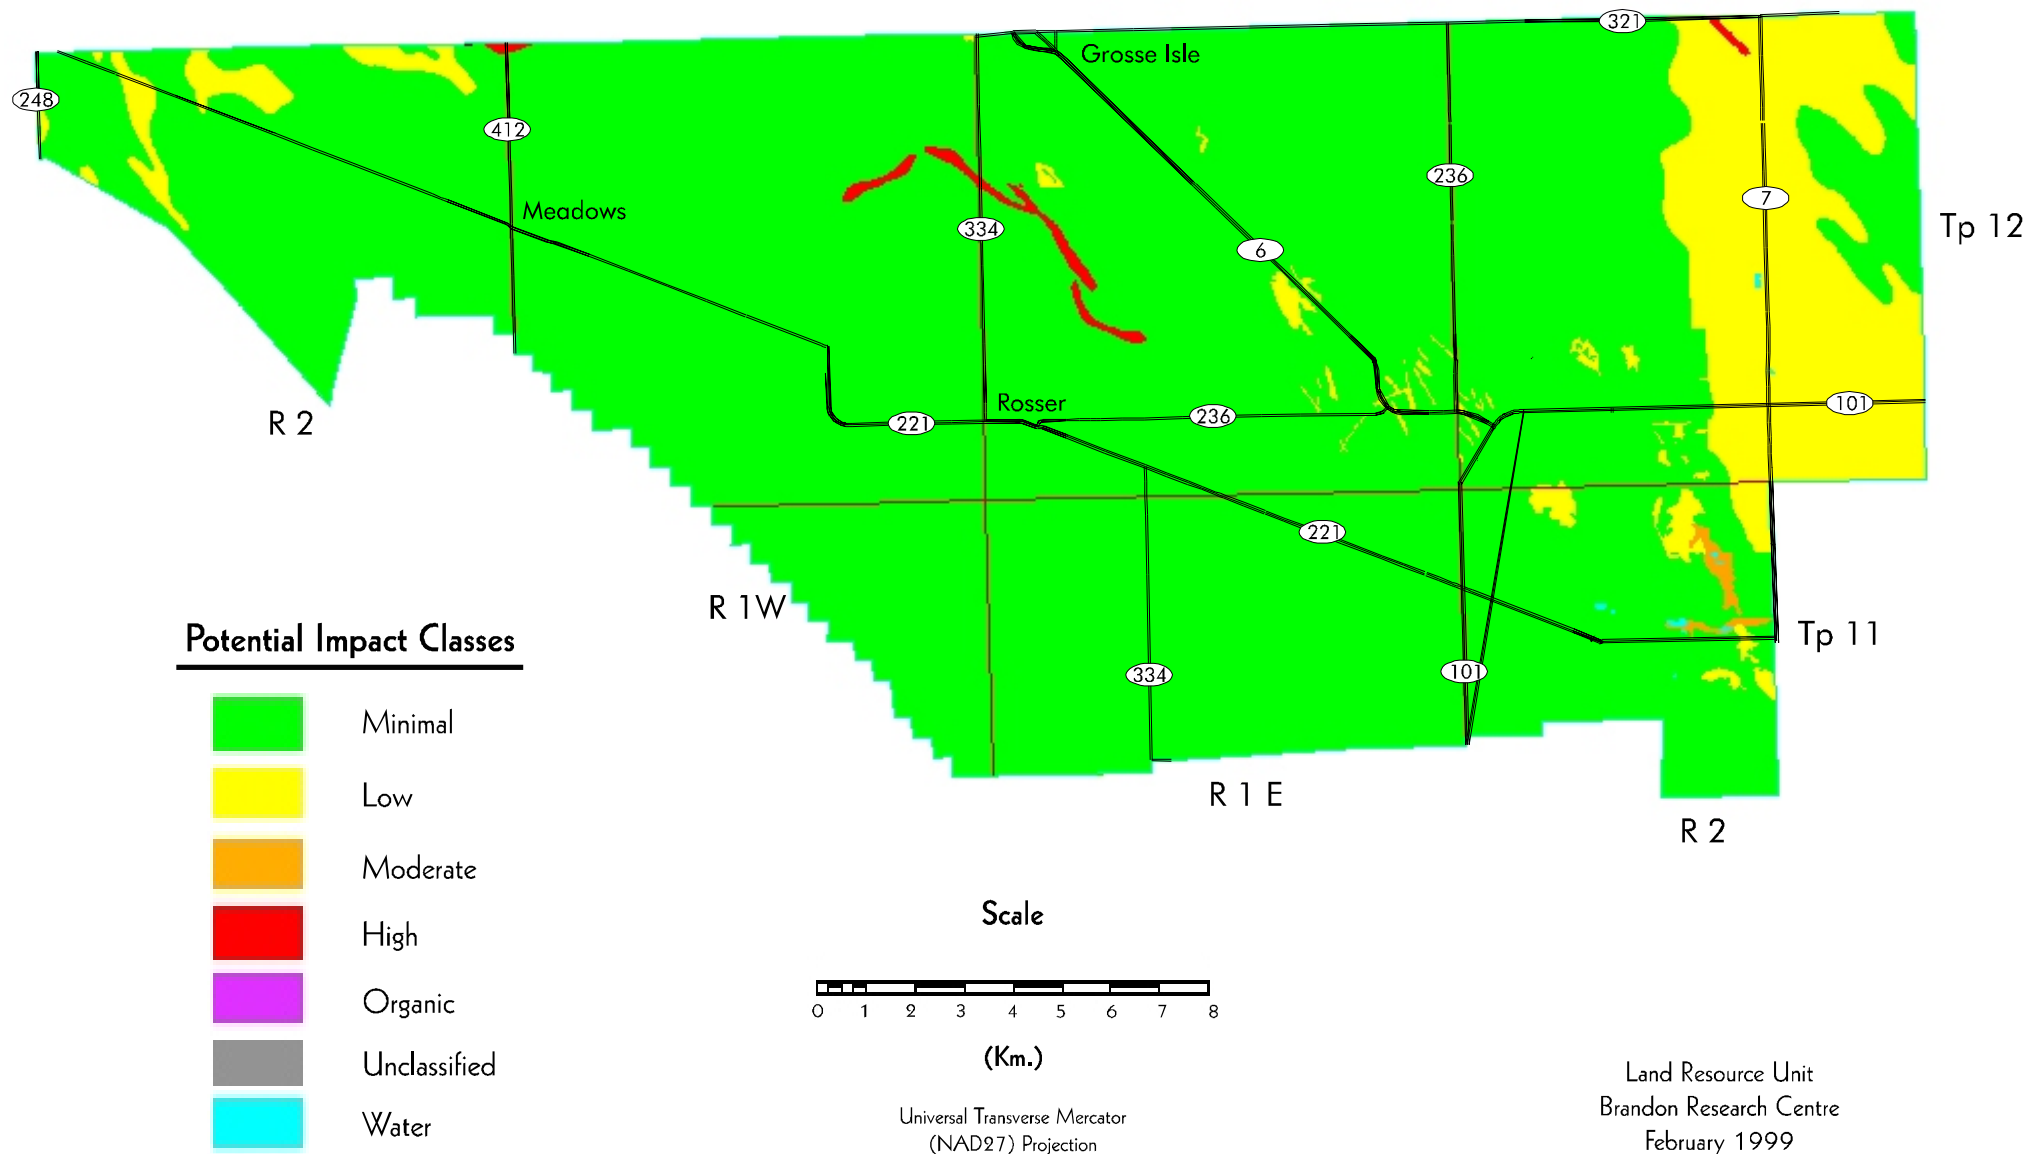 321
Grosse Isle
248
412
236
7
Meadows
334
6
Tp 12
Rosser
101
R 2
221
236
221
R 1W
Tp 11
334
101
R 1 E
R 2
Potential Impact Classes
Minimal
Low
Moderate
High
Organic
Unclassified
Water
Scale
0 1 2 3 4 5 6 7 8
(Km.)
Universal Transverse Mercator
(NAD27) Projection
Land Resource Unit
Brandon Research Centre
February 1999